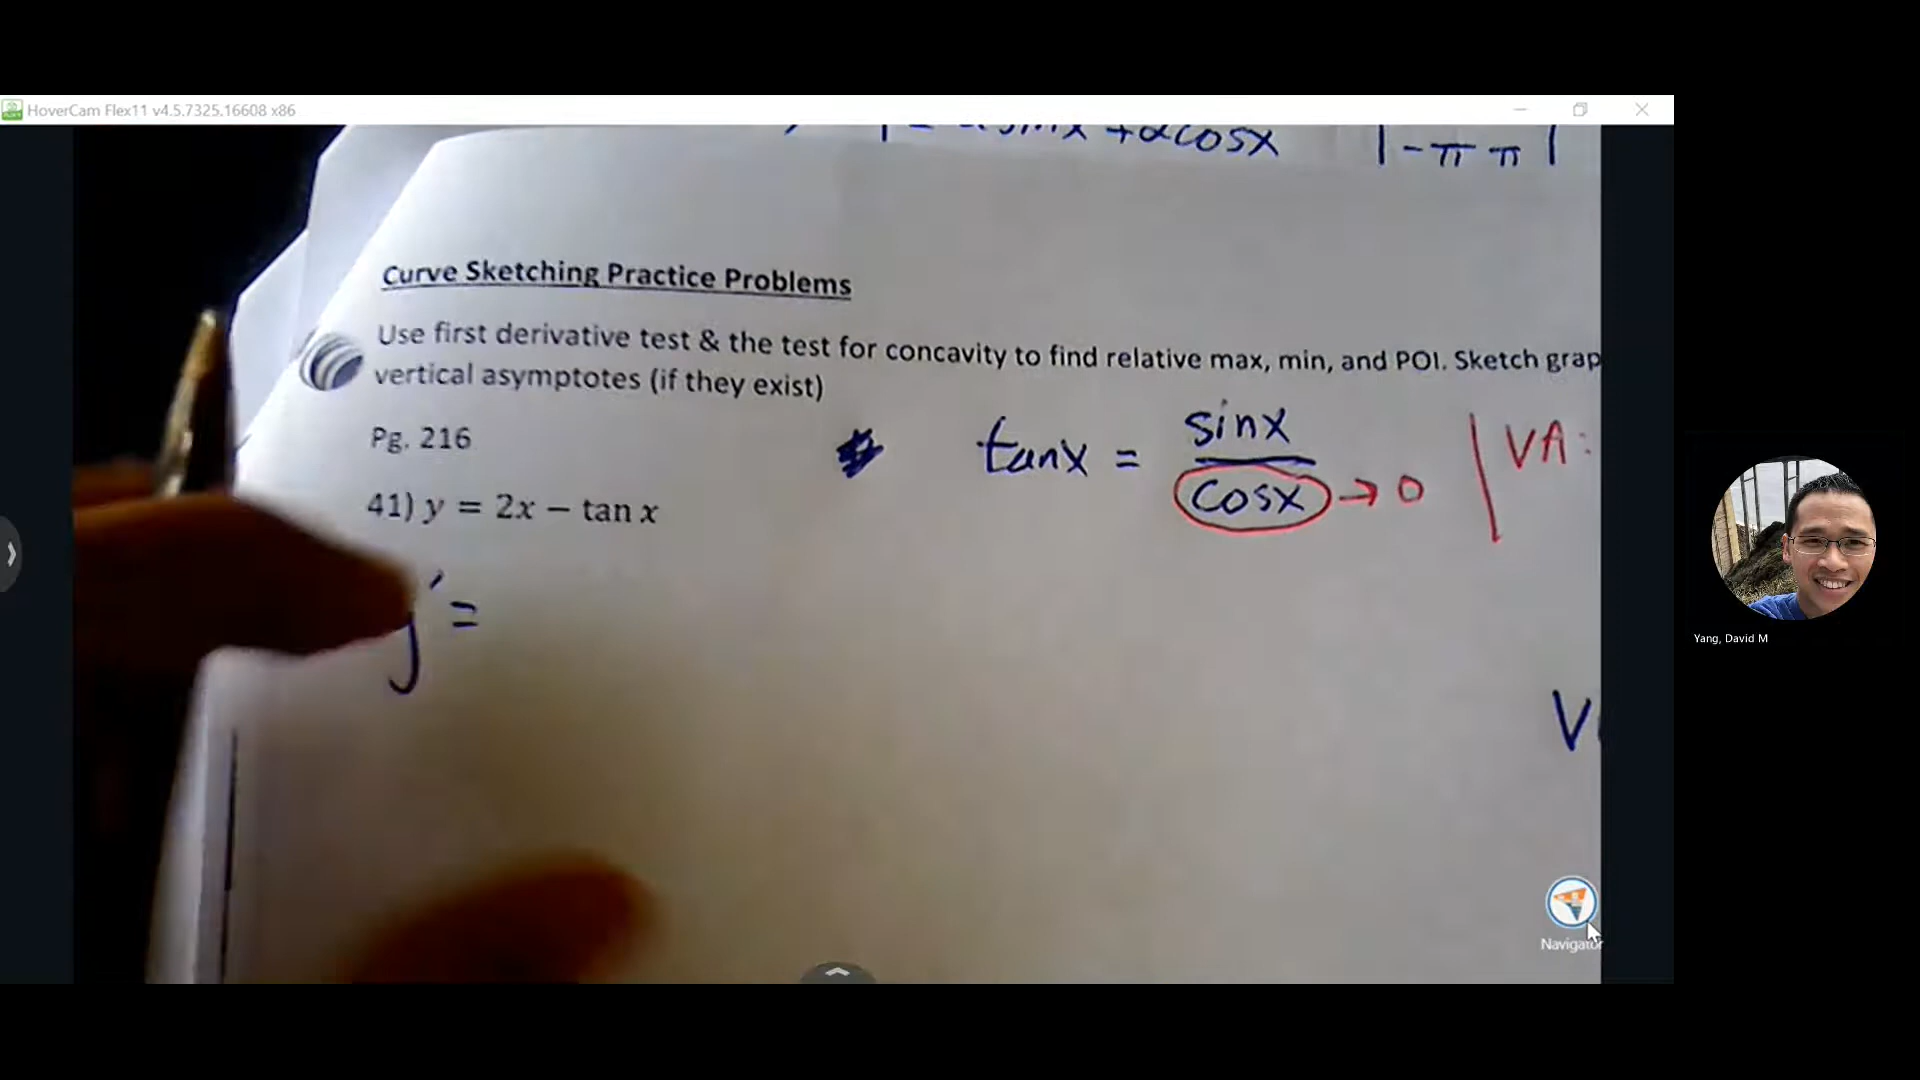 HoverCam Flex11 v4.5.7325.16608 x86
+2cosx
-π π
Curve Sketching Practice Problems
Use first derivative test & the test for concavity to find relative max, min, and POI. Sketch grap
vertical asymptotes (if they exist)
Pg. 216
tanx = sinx
cosx → 0
VA:
41) y = 2x − tan x
y' =
V
Navigator
Yang, David M